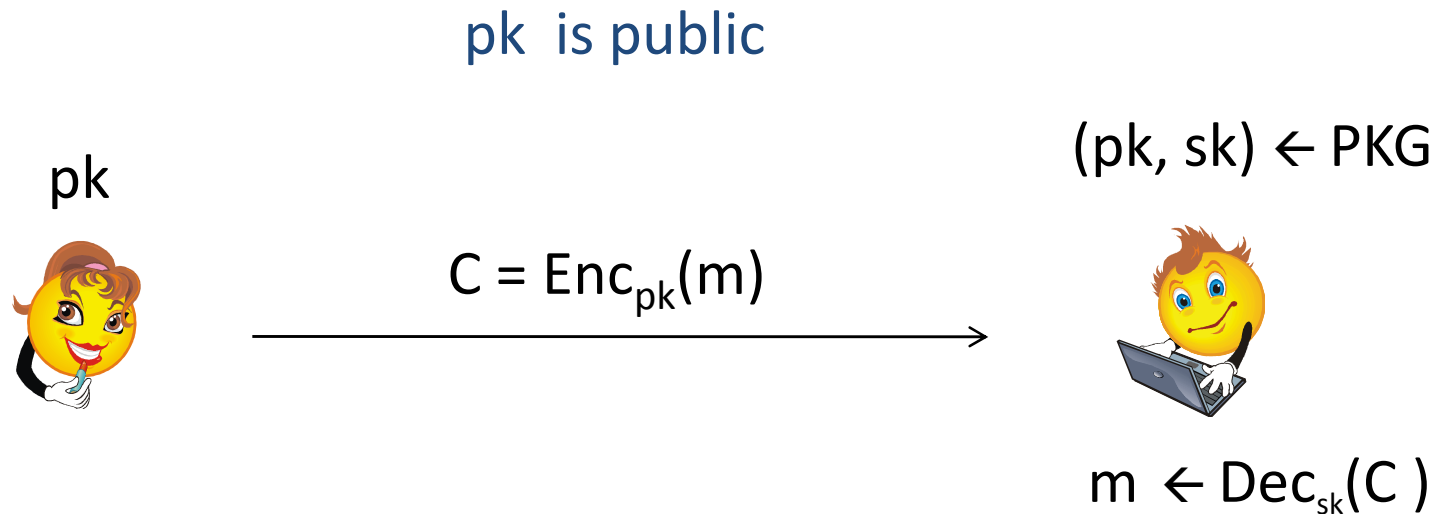 pk is public
(pk, sk) ← PKG
pk
C = Enc_pk(m)
m ← Dec_sk(C )